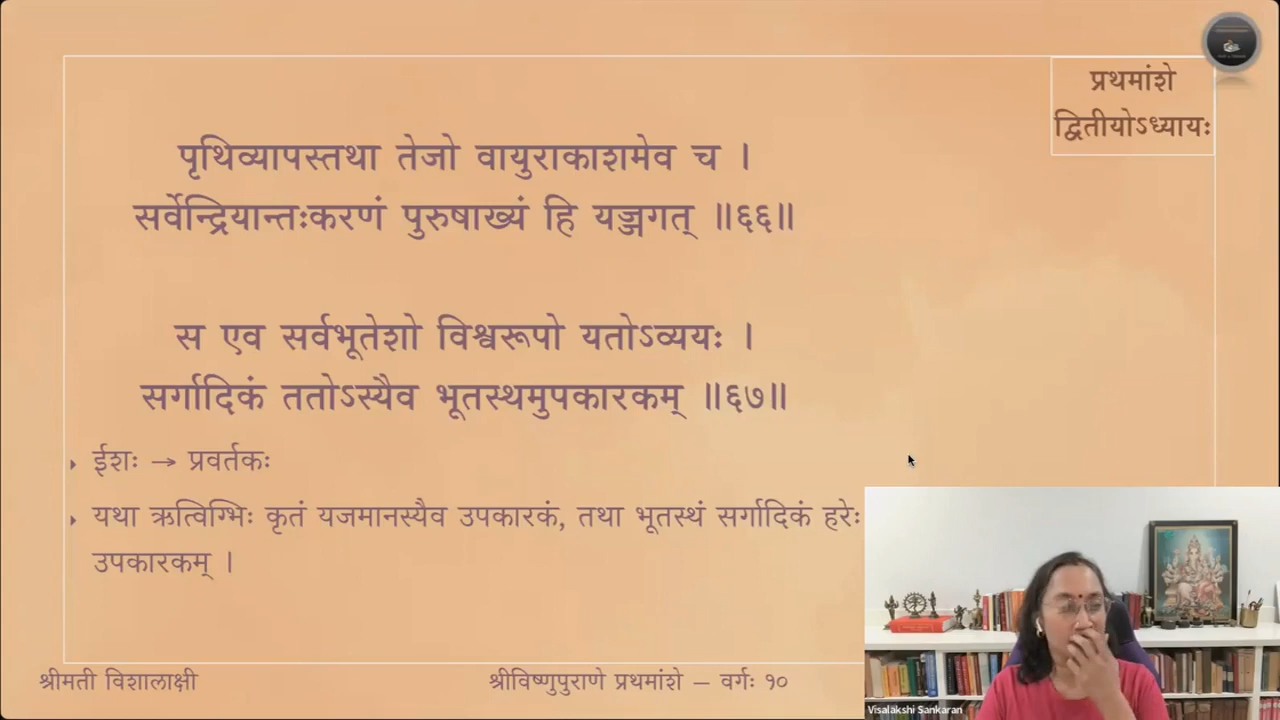 प्रथमांशे
द्वितीयोऽध्यायः
पृथिव्यापस्तथा तेजो वायुराकाशमेव च ।
सर्वेन्द्रियान्तःकरणं पुरुषाख्यं हि यज्जगत् ॥६६॥
स एव सर्वभूतेशो विश्वरूपो यतोऽव्ययः ।
सर्गादिकं ततोऽस्यैव भूतस्थमुपकारकम् ॥६७॥
ईशः → प्रवर्तकः
यथा ऋत्विग्भिः कृतं यजमानस्यैव उपकारकं, तथा भूतस्थं सर्गादिकं हरेः
उपकारकम् ।
श्रीमती विशालाक्षी
श्रीविष्णुपुराणे प्रथमांशे – वर्गः १०
Visalakshi Sankaran